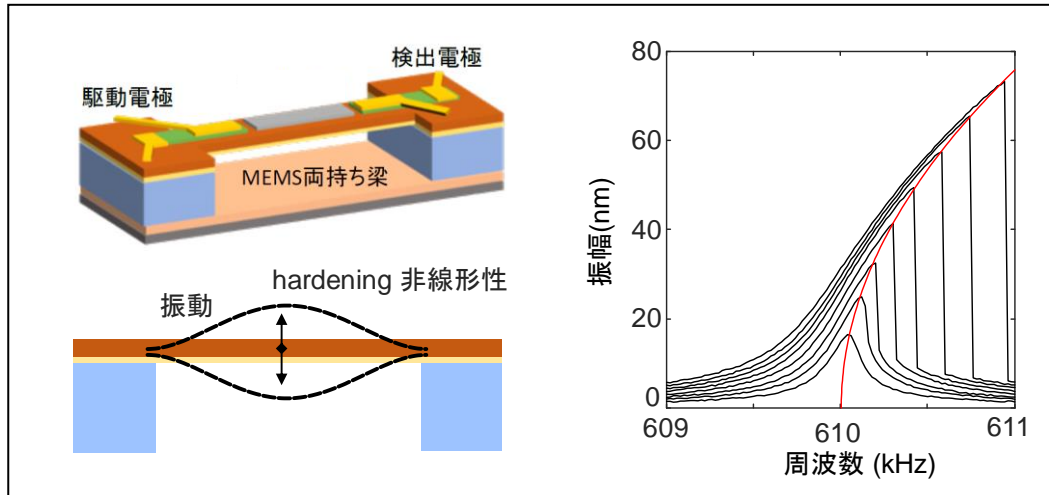 駆動電極
検出電極
MEMS両持ち梁
振動
hardening 非線形性
振幅(nm)
80
60
40
20
0
609
610
611
周波数 (kHz)